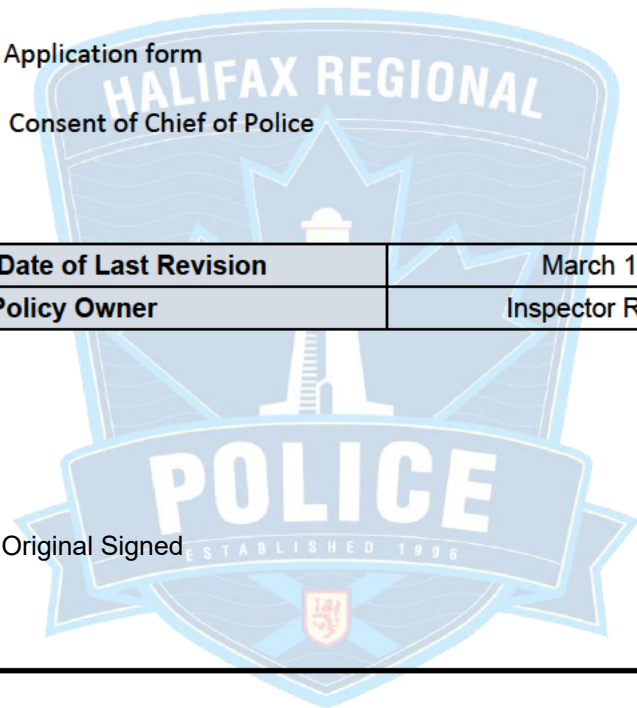 Application form
HALIFAX REGIONAL
Consent of Chief of Police
Date of Last Revision March 1
Policy Owner Inspector R
POLICE
Original Signed
ESTABLISHED 1996